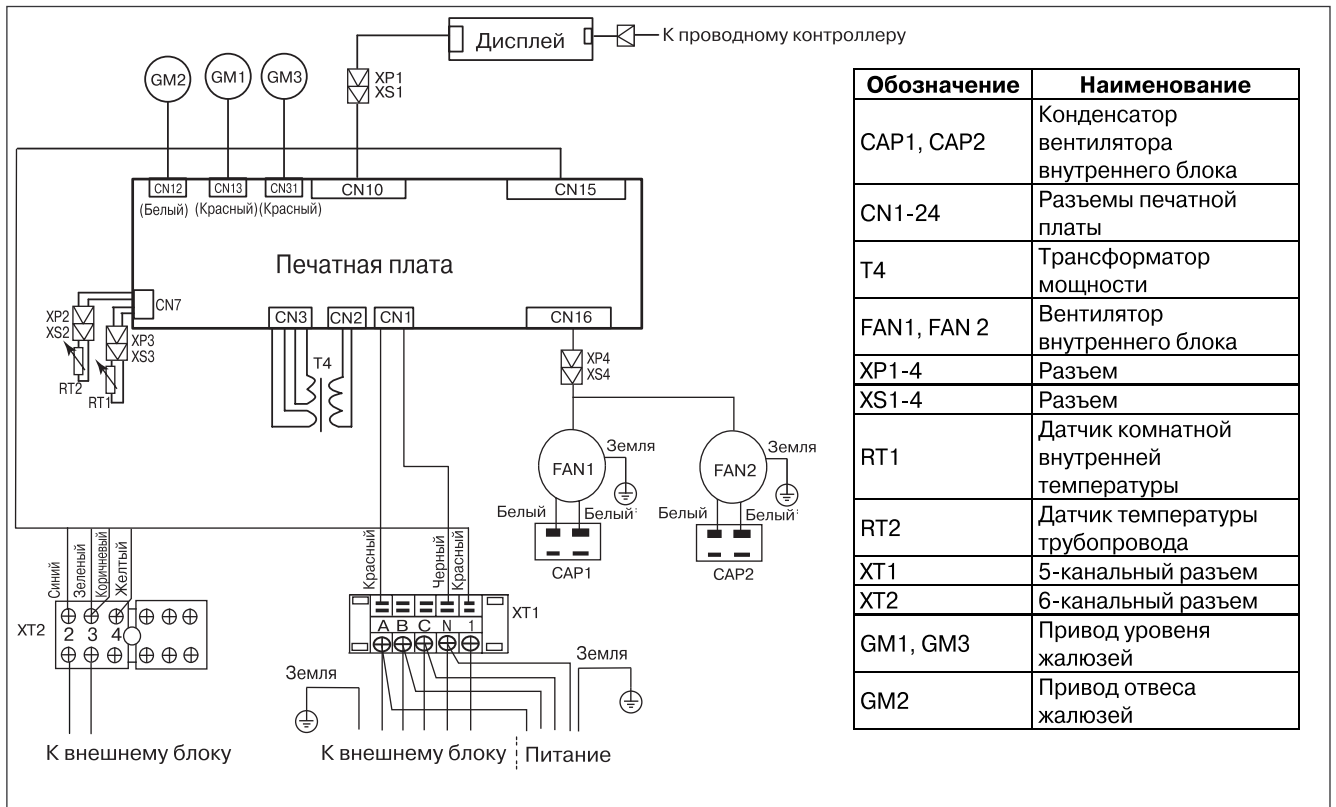 Дисплей
К проводному контроллеру
GM2
GM1
GM3
XP1
XS1
CN12
CN13
CN31
CN10
CN15
(Белый)
(Красный)
(Красный)
Печатная плата
CN7
XP2
XS2
XP3
XS3
RT2
RT1
CN3
CN2
CN1
CN16
T4
XP4
XS4
FAN1
Земля
FAN2
Земля
Белый
Белый
Белый
Белый
CAP1
CAP2
Синий
Зеленый
Коричневый
Желтый
Красный
Черный
Красный
XT2
2 3 4
XT1
A B C N 1
Земля
Земля
К внешнему блоку
К внешнему блоку
Питание
Обозначение Наименование
CAP1, CAP2
Конденсатор
вентилятора
внутреннего блока
CN1-24
Разъемы печатной
платы
T4
Трансформатор
мощности
FAN1, FAN 2
Вентилятор
внутреннего блока
XP1-4 Разъем
XS1-4 Разъем
RT1
Датчик комнатной
внутренней
температуры
RT2
Датчик температуры
трубопровода
XT1 5-канальный разъем
XT2 6-канальный разъем
GM1, GM3
Привод уровеня
жалюзей
GM2
Привод отвеса
жалюзей